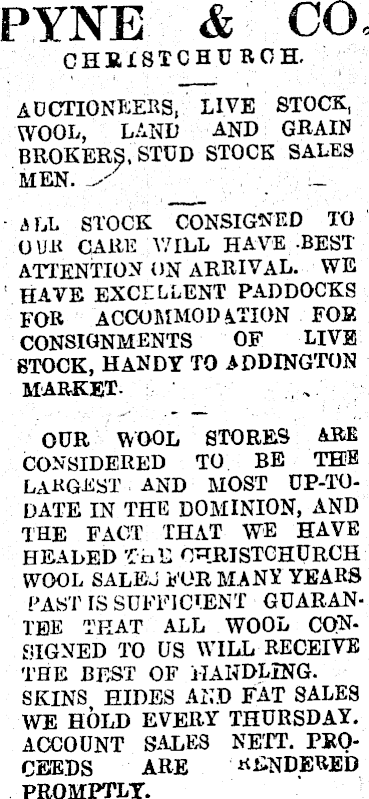 PYNE & CO.,
CHRISTCHURCH.
AUCTIONEERS, LIVE STOCK,
WOOL, LAND AND GRAIN
BROKERS, STUD STOCK SALES
MEN.
ALL STOCK CONSIGNED TO
OUR CARE WILL HAVE BEST
ATTENTION ON ARRIVAL. WE
HAVE EXCELLENT PADDOCKS
FOR ACCOMMODATION FOR
CONSIGNMENTS OF LIVE
STOCK, HANDY TO ADDINGTON
MARKET.
OUR WOOL STORES ARE
CONSIDERED TO BE THE
LARGEST AND MOST UP-TO-
DATE IN THE DOMINION, AND
THE FACT THAT WE HAVE
HEADED THE CHRISTCHURCH
WOOL SALES FOR MANY YEARS
PAST IS SUFFICIENT GUARAN-
TEE THAT ALL WOOL CON-
SIGNED TO US WILL RECEIVE
THE BEST OF HANDLING.
SKINS, HIDES AND FAT SALES
WE HOLD EVERY THURSDAY.
ACCOUNT SALES NETT. PRO-
CEEDS ARE RENDERED
PROMPTLY.